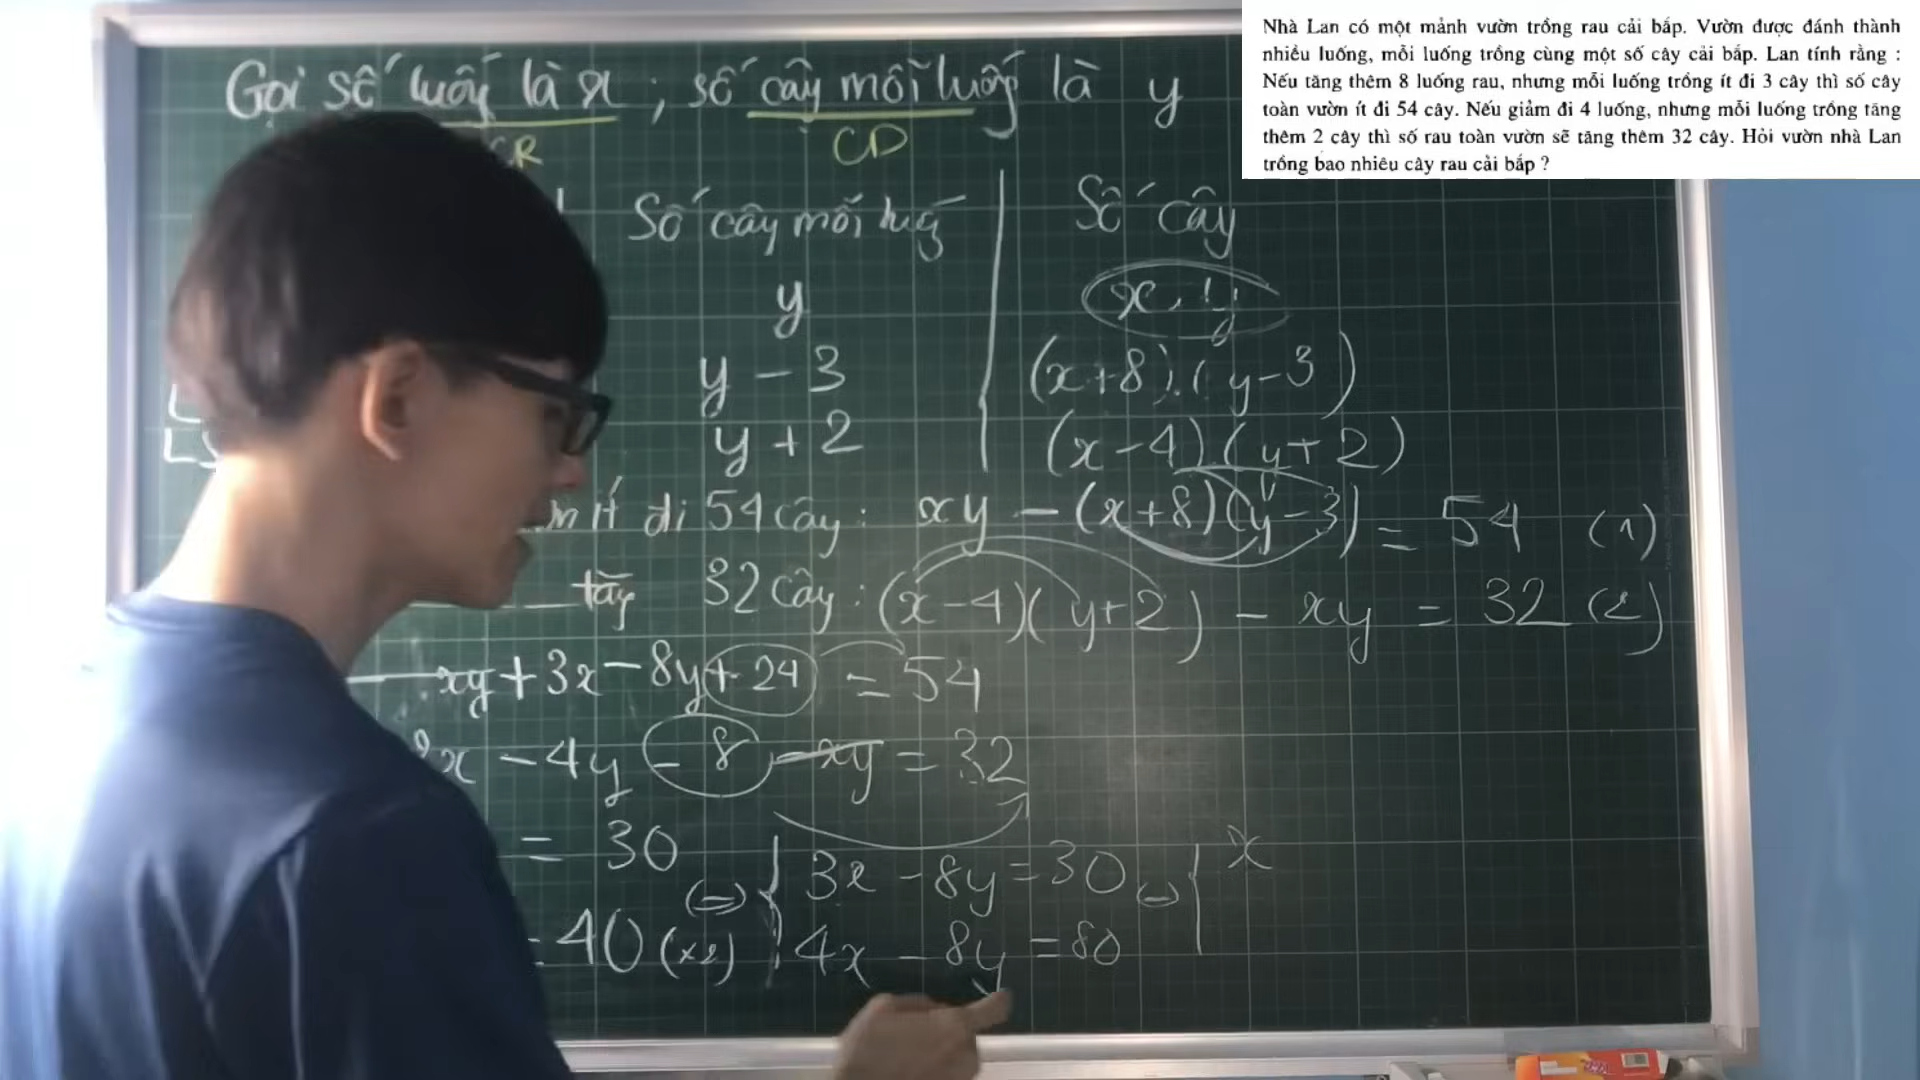 Nhà Lan có một mảnh vườn trồng rau cải bắp. Vườn được đánh thành
nhiều luống, mỗi luống trồng cùng một số cây cải bắp. Lan tính rằng :
Nếu tăng thêm 8 luống rau, nhưng mỗi luống trồng ít đi 3 cây thì số cây
toàn vườn ít đi 54 cây. Nếu giảm đi 4 luống, nhưng mỗi luống trồng tăng
thêm 2 cây thì số rau toàn vườn sẽ tăng thêm 32 cây. Hỏi vườn nhà Lan
trồng bao nhiêu cây rau cải bắp ?
Gọi số luống là x ; số cây mỗi luống là y
CR CD
Số cây mỗi luống Số cây
y x.y
y - 3 (x+8).(y-3)
y + 2 (x-4)(y+2)
ít đi 54 cây : xy - (x+8)(y-3) = 54 (1)
tăng 32 cây : (x-4)(y+2) - xy = 32 (2)
xy + 3x - 8y + 24 = 54
2x - 4y - 8 - xy = 32
= 30 (=) { 3x - 8y = 30 (=) { x
= 40 (x2) 4x - 8y = 80